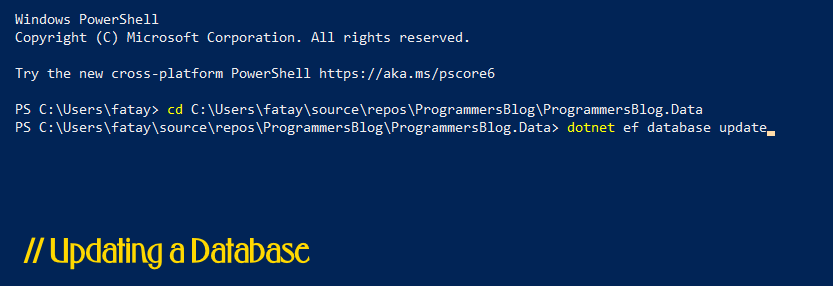 Windows PowerShell
Copyright (C) Microsoft Corporation. All rights reserved.
Try the new cross-platform PowerShell https://aka.ms/pscore6
PS C:\Users\fatay> cd C:\Users\fatay\source\repos\ProgrammersBlog\ProgrammersBlog.Data
PS C:\Users\fatay\source\repos\ProgrammersBlog\ProgrammersBlog.Data> dotnet ef database update
// Updating a Database